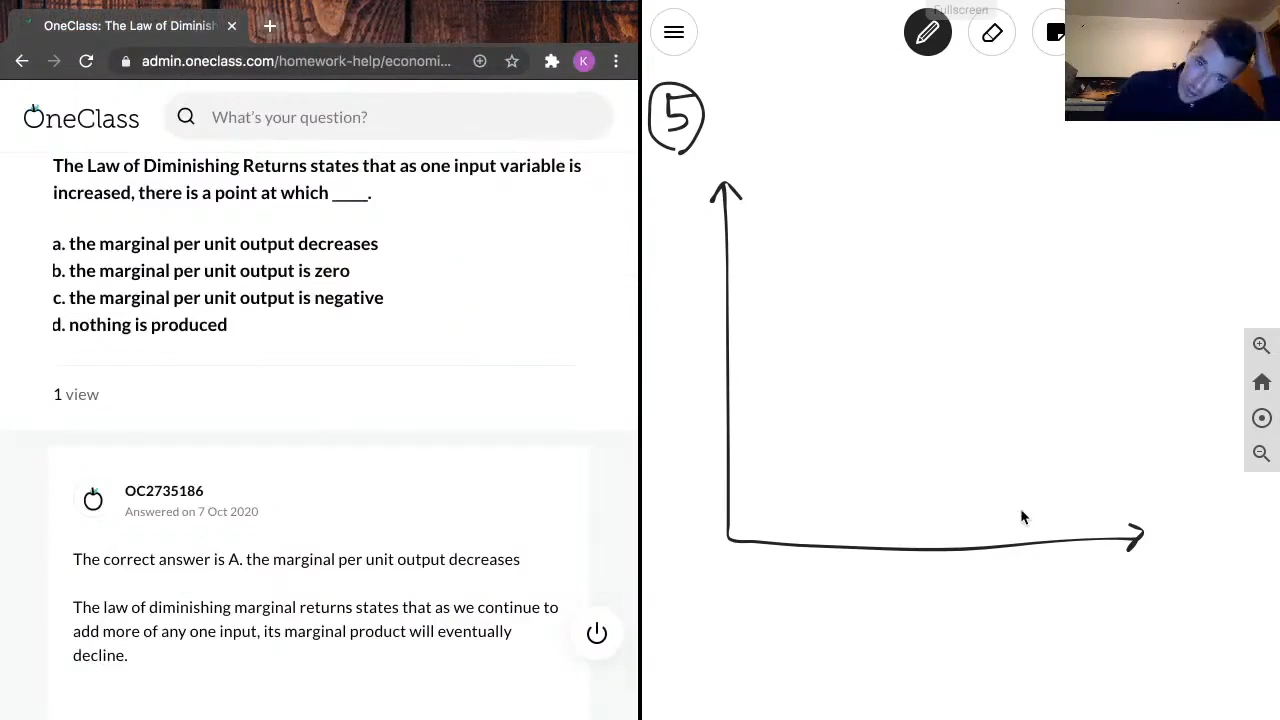 OneClass: The Law of Diminish
admin.oneclass.com/homework-help/economi...
K
Fullscreen
OneClass
What's your question?
5
The Law of Diminishing Returns states that as one input variable is
increased, there is a point at which ____.
a. the marginal per unit output decreases
b. the marginal per unit output is zero
c. the marginal per unit output is negative
d. nothing is produced
1 view
OC2735186
Answered on 7 Oct 2020
The correct answer is A. the marginal per unit output decreases
The law of diminishing marginal returns states that as we continue to
add more of any one input, its marginal product will eventually
decline.